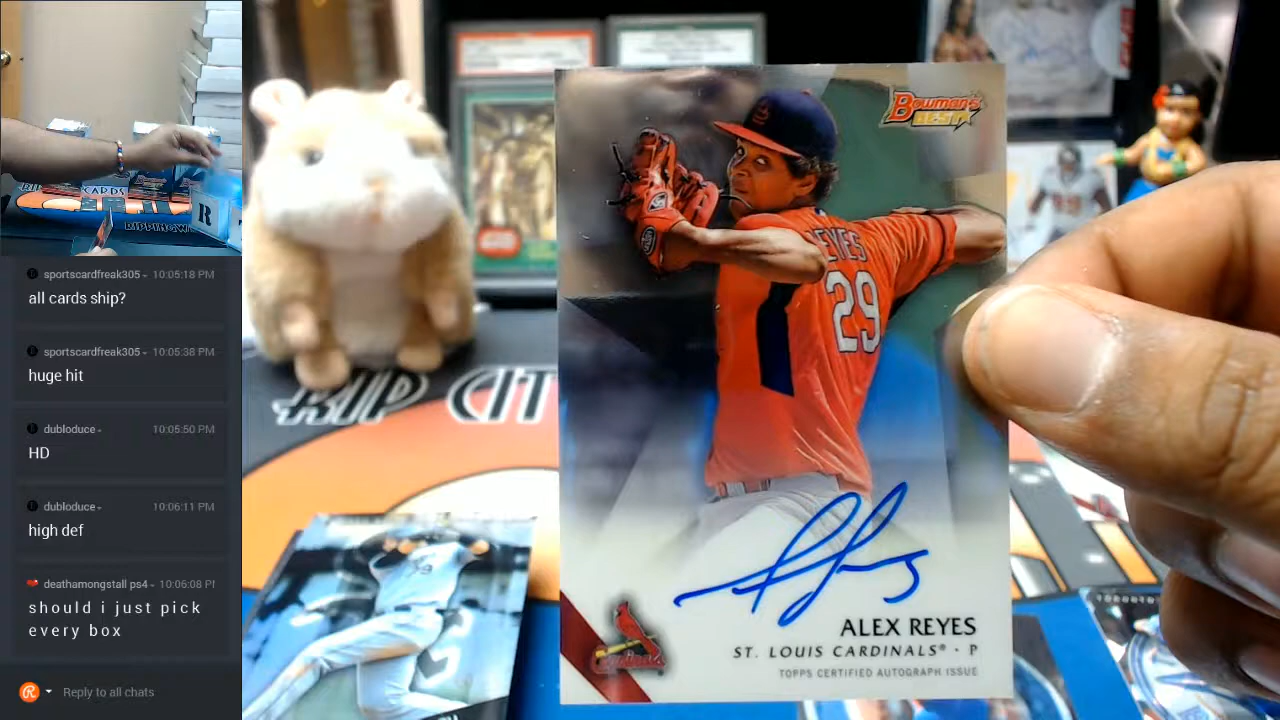 CARDS
R
RIPPINGW
sportscardfreak305
10:05:18 PM
all cards ship?
sportscardfreak305
10:05:38 PM
huge hit
dubloduce
10:05:50 PM
HD
dubloduce
10:06:11 PM
high def
deathamongstall ps4
10:06:08 PM
should i just pick
every box
Reply to all chats
RIP CIT
BOWMAN'S
BEST
EYES
29
Cardinals
ALEX REYES
ST. LOUIS CARDINALS® · P
TOPPS CERTIFIED AUTOGRAPH ISSUE